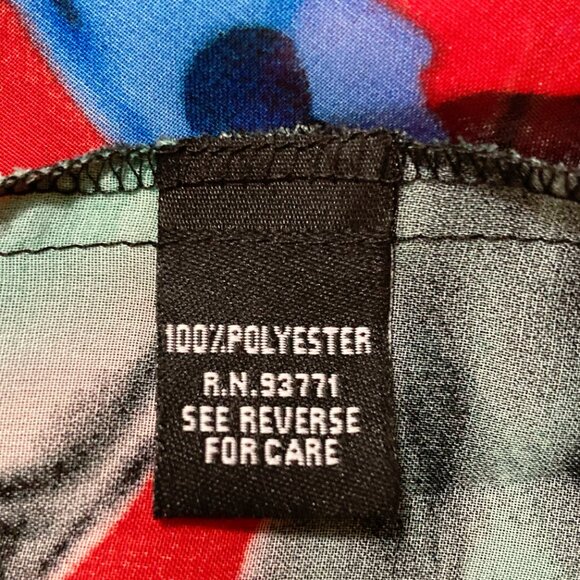 100%POLYESTER
R.N.93771
SEE REVERSE
FOR CARE